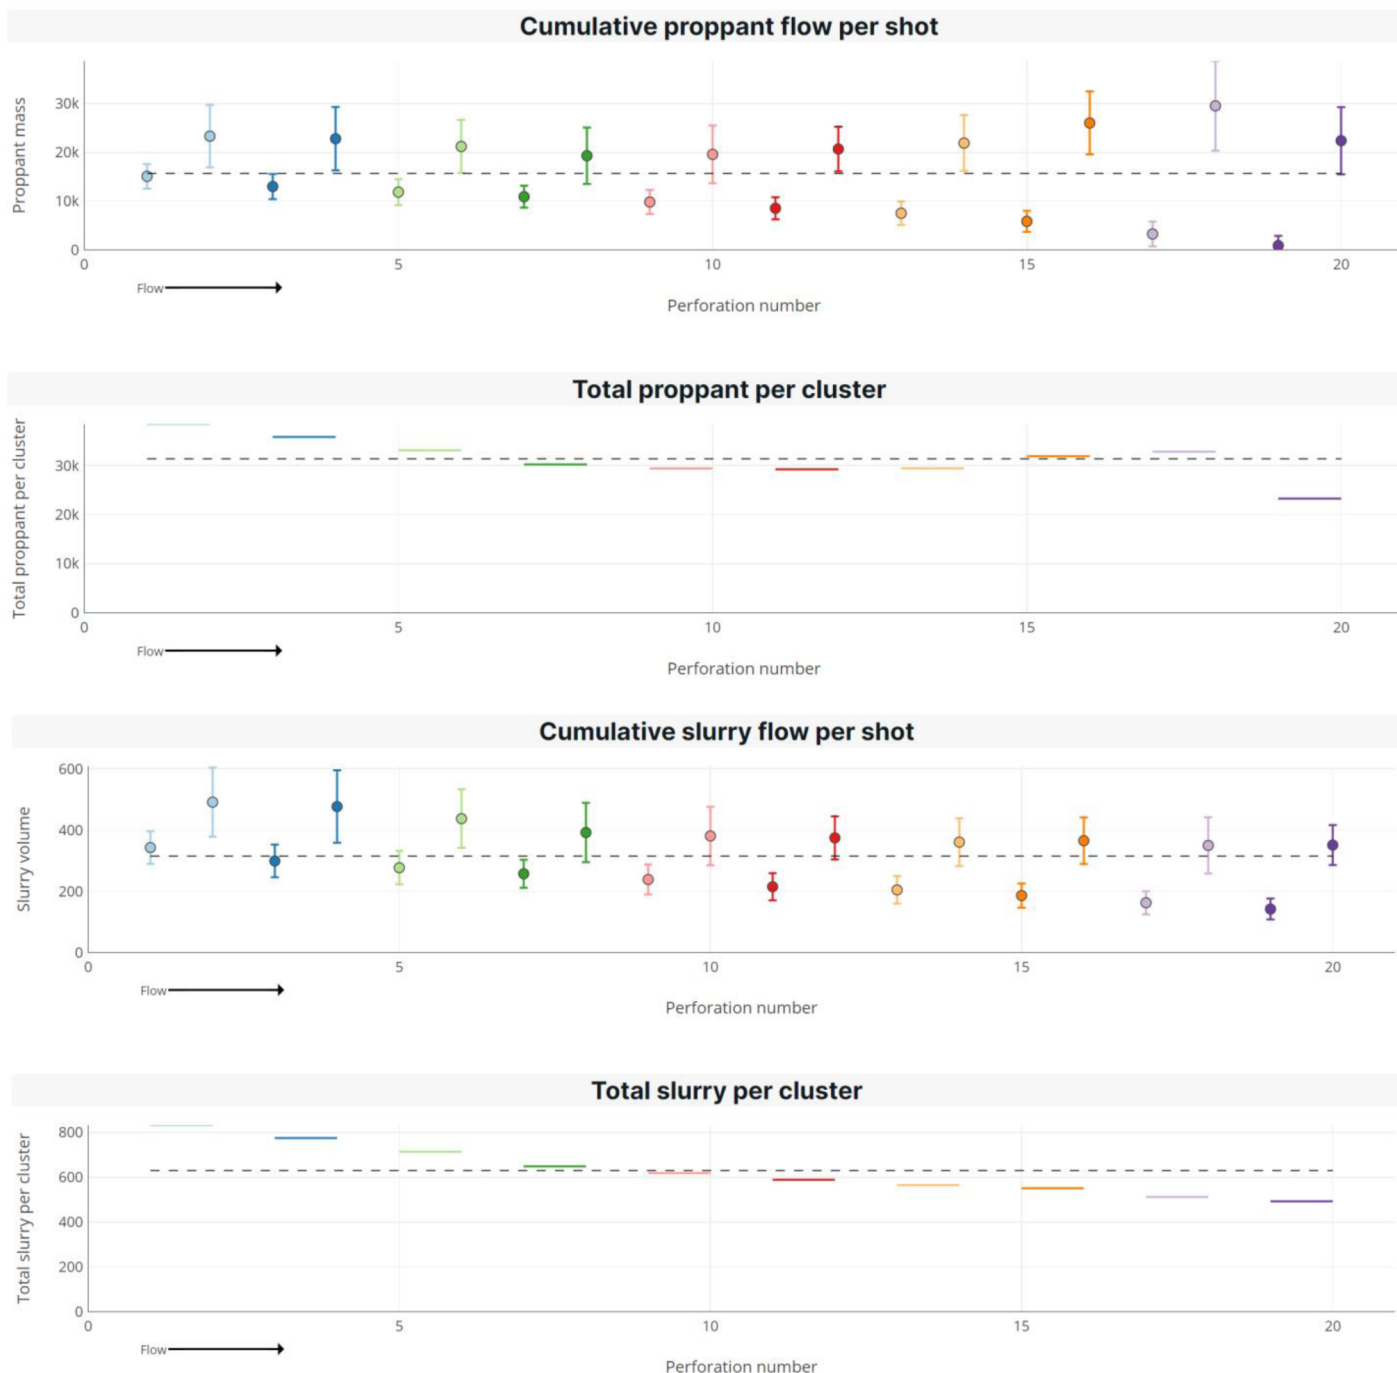 Cumulative proppant flow per shot
Proppant mass
30k
20k
10k
0
0 5 10 15 20
Flow
Perforation number
Total proppant per cluster
Total proppant per cluster
30k
20k
10k
0
0 5 10 15 20
Flow
Perforation number
Cumulative slurry flow per shot
Slurry volume
600
400
200
0
0 5 10 15 20
Flow
Perforation number
Total slurry per cluster
Total slurry per cluster
800
600
400
200
0
0 5 10 15 20
Flow
Perforation number